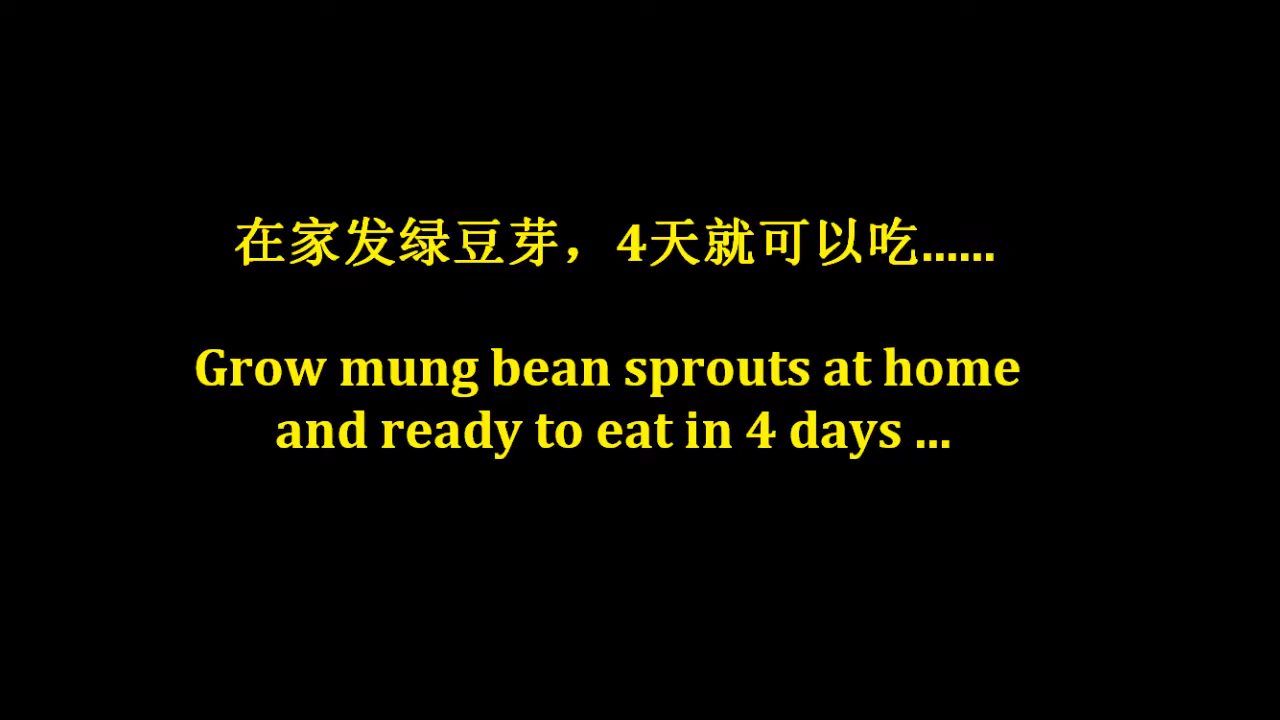 在家发绿豆芽，4天就可以吃......
Grow mung bean sprouts at home
and ready to eat in 4 days ...